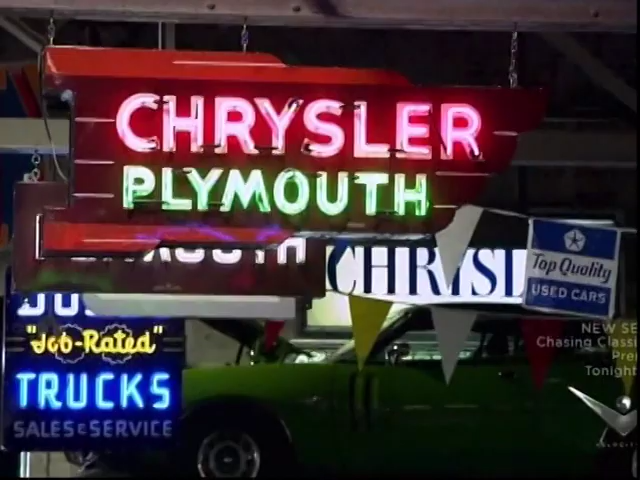 CHRYSLER
PLYMOUTH
CHRYSL
Top Quality
USED CARS
"Job-Rated"
TRUCKS
SALES & SERVICE
NEW SE
Chasing Classi
Pre
Tonight